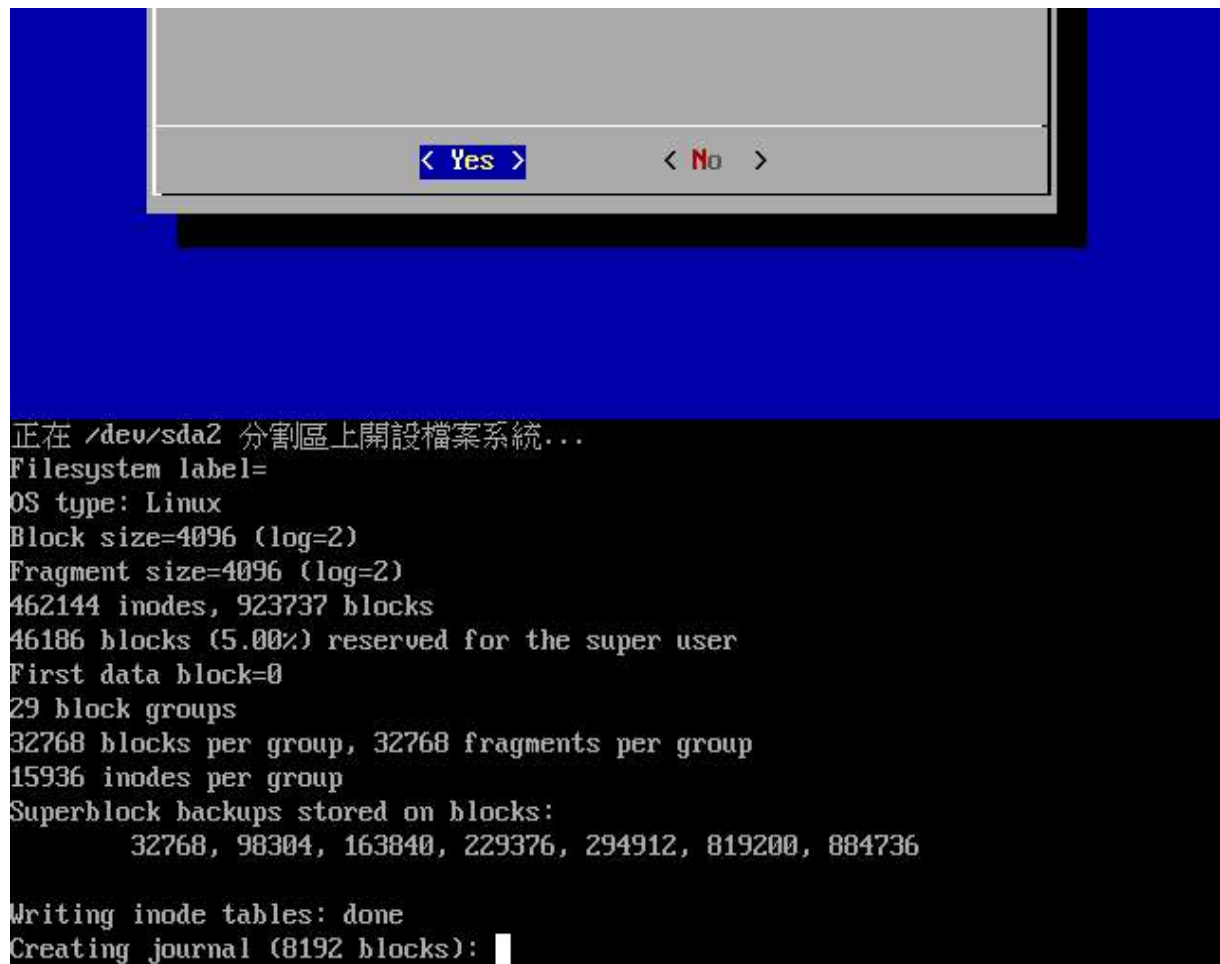 < Yes > < No >
正在 /dev/sda2 分割區上開設檔案系統...
Filesystem label=
OS type: Linux
Block size=4096 (log=2)
Fragment size=4096 (log=2)
462144 inodes, 923737 blocks
46186 blocks (5.00%) reserved for the super user
First data block=0
29 block groups
32768 blocks per group, 32768 fragments per group
15936 inodes per group
Superblock backups stored on blocks:
32768, 98304, 163840, 229376, 294912, 819200, 884736
Writing inode tables: done
Creating journal (8192 blocks):